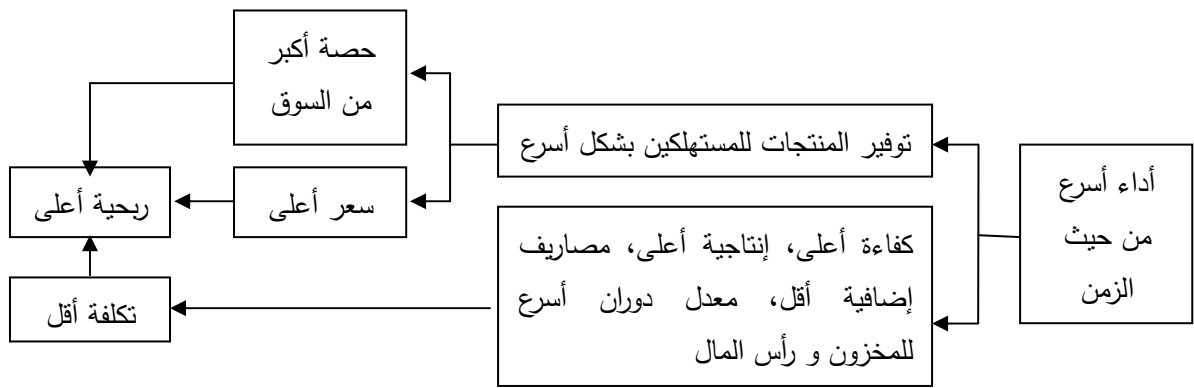 أداء أسرع
من حيث
الزمن
توفير المنتجات للمستهلكين بشكل أسرع
كفاءة أعلى، إنتاجية أعلى، مصاريف
إضافية أقل، معدل دوران أسرع
للمخزون و رأس المال
حصة أكبر
من السوق
سعر أعلى
تكلفة أقل
ربحية أعلى